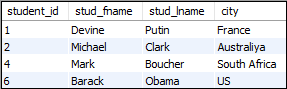 student_id stud_fname stud_lname city
1 Devine Putin France
2 Michael Clark Australiya
4 Mark Boucher South Africa
6 Barack Obama US